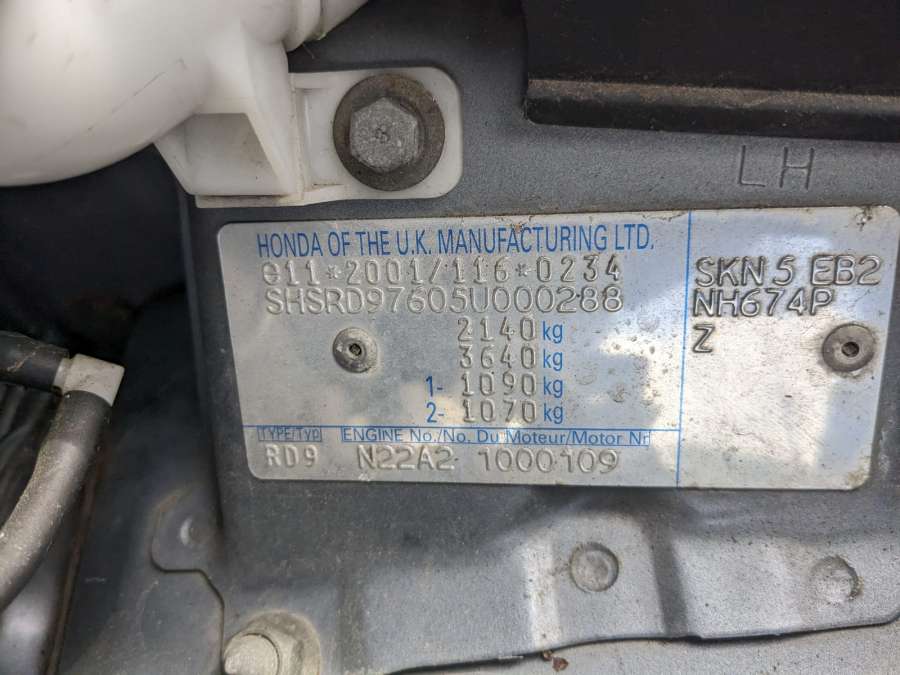 LH
HONDA OF THE U.K. MANUFACTURING LTD.
e11*2001/116*0234
SHSRD97605U000288
2140 kg
3640 kg
1- 1090 kg
2- 1070 kg
TYPE/TYP ENGINE No./No. Du Moteur/Motor Nr
RD9 N22A2 1000109
SKN 5 EB2
NH674P
Z